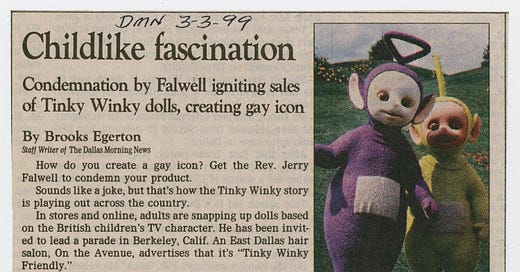 DMN 3-3-99
Childlike fascination
Condemnation by Falwell igniting sales
of Tinky Winky dolls, creating gay icon
By Brooks Egerton
Staff Writer of The Dallas Morning News
How do you create a gay icon? Get the Rev. Jerry
Falwell to condemn your product.
Sounds like a joke, but that's how the Tinky Winky story
is playing out across the country.
In stores and online, adults are snapping up dolls based
on the British children's TV character. He has been invit-
ed to lead a parade in Berkeley, Calif. An East Dallas hair
salon, On the Avenue, advertises that it's "Tinky Winky
Friendly."